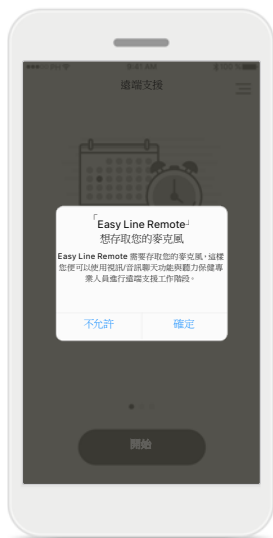 9:41 AM
遠端支援
「Easy Line Remote」
想存取您的麥克風
Easy Line Remote 需要存取您的麥克風，這樣
您便可以使用視訊/音訊聊天功能與聽力保健專
業人員進行遠端支援工作階段。
不允許
確定
開始